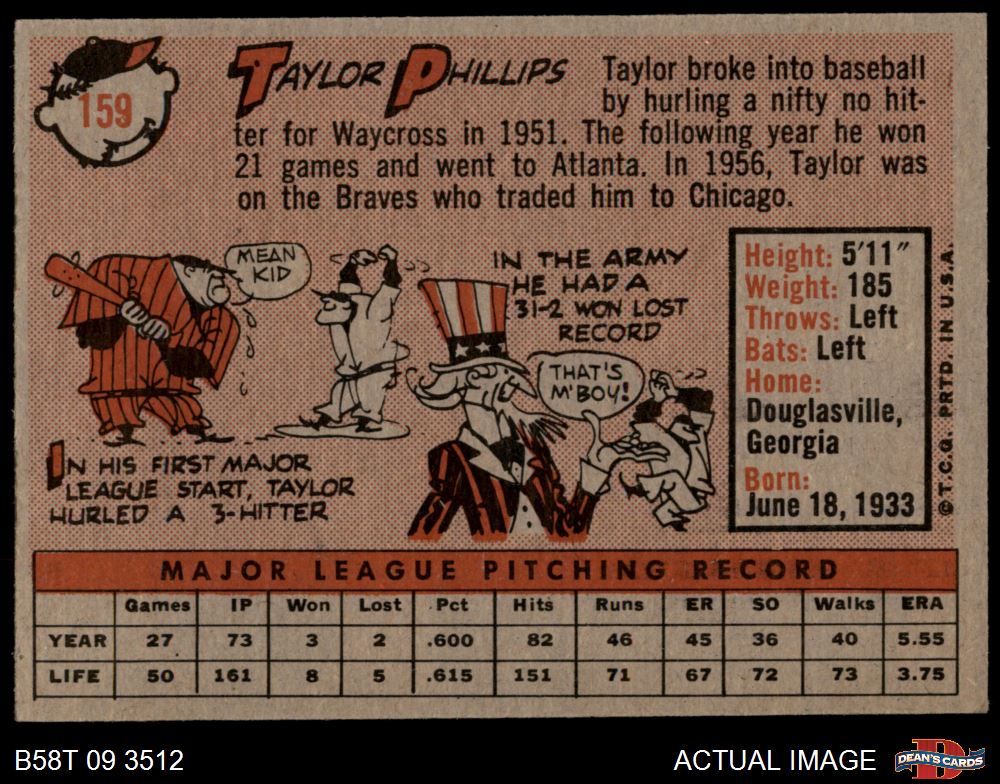 159
TAYLOR PHILLIPS
Taylor broke into baseball
by hurling a nifty no hit-
ter for Waycross in 1951. The following year he won
21 games and went to Atlanta. In 1956, Taylor was
on the Braves who traded him to Chicago.
MEAN
KID
IN HIS FIRST MAJOR
LEAGUE START, TAYLOR
HURLED A 3-HITTER
IN THE ARMY
HE HAD A
31-2 WON LOST
RECORD
THAT'S
M'BOY!
Height: 5'11"
Weight: 185
Throws: Left
Bats: Left
Home:
Douglasville,
Georgia
Born:
June 18, 1933
© T.C.G. PRTD. IN U.S.A.
MAJOR LEAGUE PITCHING RECORD
Games IP Won Lost Pct Hits Runs ER SO Walks ERA
YEAR 27 73 3 2 .600 82 46 45 36 40 5.55
LIFE 50 161 8 5 .615 151 71 67 72 73 3.75
B58T 09 3512
ACTUAL IMAGE
DEAN'S CARDS